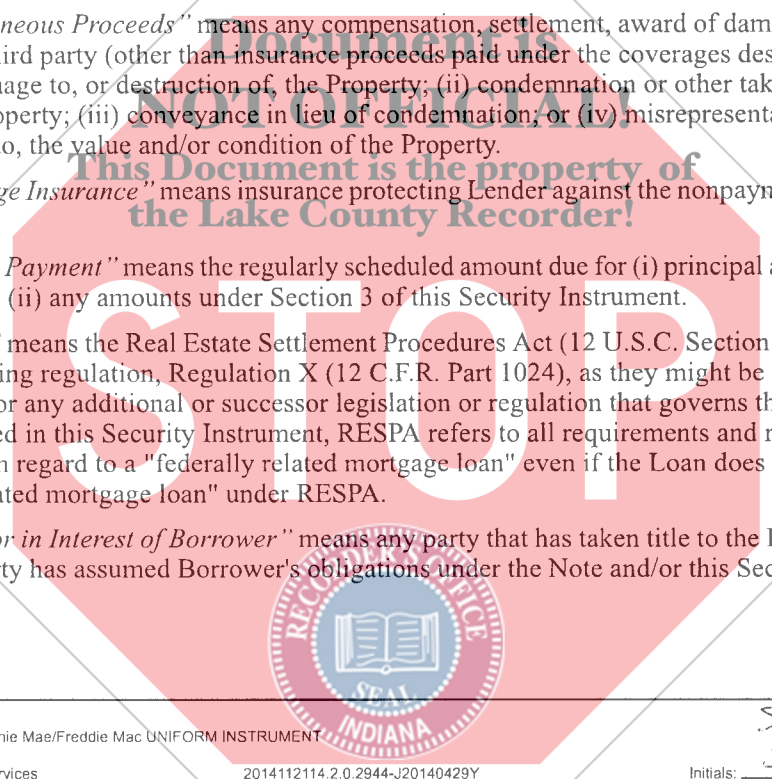 neous Proceeds” means any compensation, settlement, award of dam
Document is
hird party (other than insurance proceeds paid under the coverages des
nage to, or destruction of, the Property; (ii) condemnation or other tak
NOT OFFICIAL!
operty; (iii) conveyance in lieu of condemnation; or (iv) misrepresenta
o, the value and/or condition of the Property.
This Document is the property of
ge Insurance” means insurance protecting Lender against the nonpaym
the Lake County Recorder!
Payment” means the regularly scheduled amount due for (i) principal a
(ii) any amounts under Section 3 of this Security Instrument.
STOP
” means the Real Estate Settlement Procedures Act (12 U.S.C. Section
ing regulation, Regulation X (12 C.F.R. Part 1024), as they might be
or any additional or successor legislation or regulation that governs th
ed in this Security Instrument, RESPA refers to all requirements and r
n regard to a "federally related mortgage loan" even if the Loan does
ated mortgage loan" under RESPA.
or in Interest of Borrower” means any party that has taken title to the P
rty has assumed Borrower's obligations under the Note and/or this Sec
RECORDER'S OFFICE
SEAL
INDIANA
nie Mae/Freddie Mac UNIFORM INSTRUMENT
rvices 2014112114.2.0.2944-J20140429Y Initials: